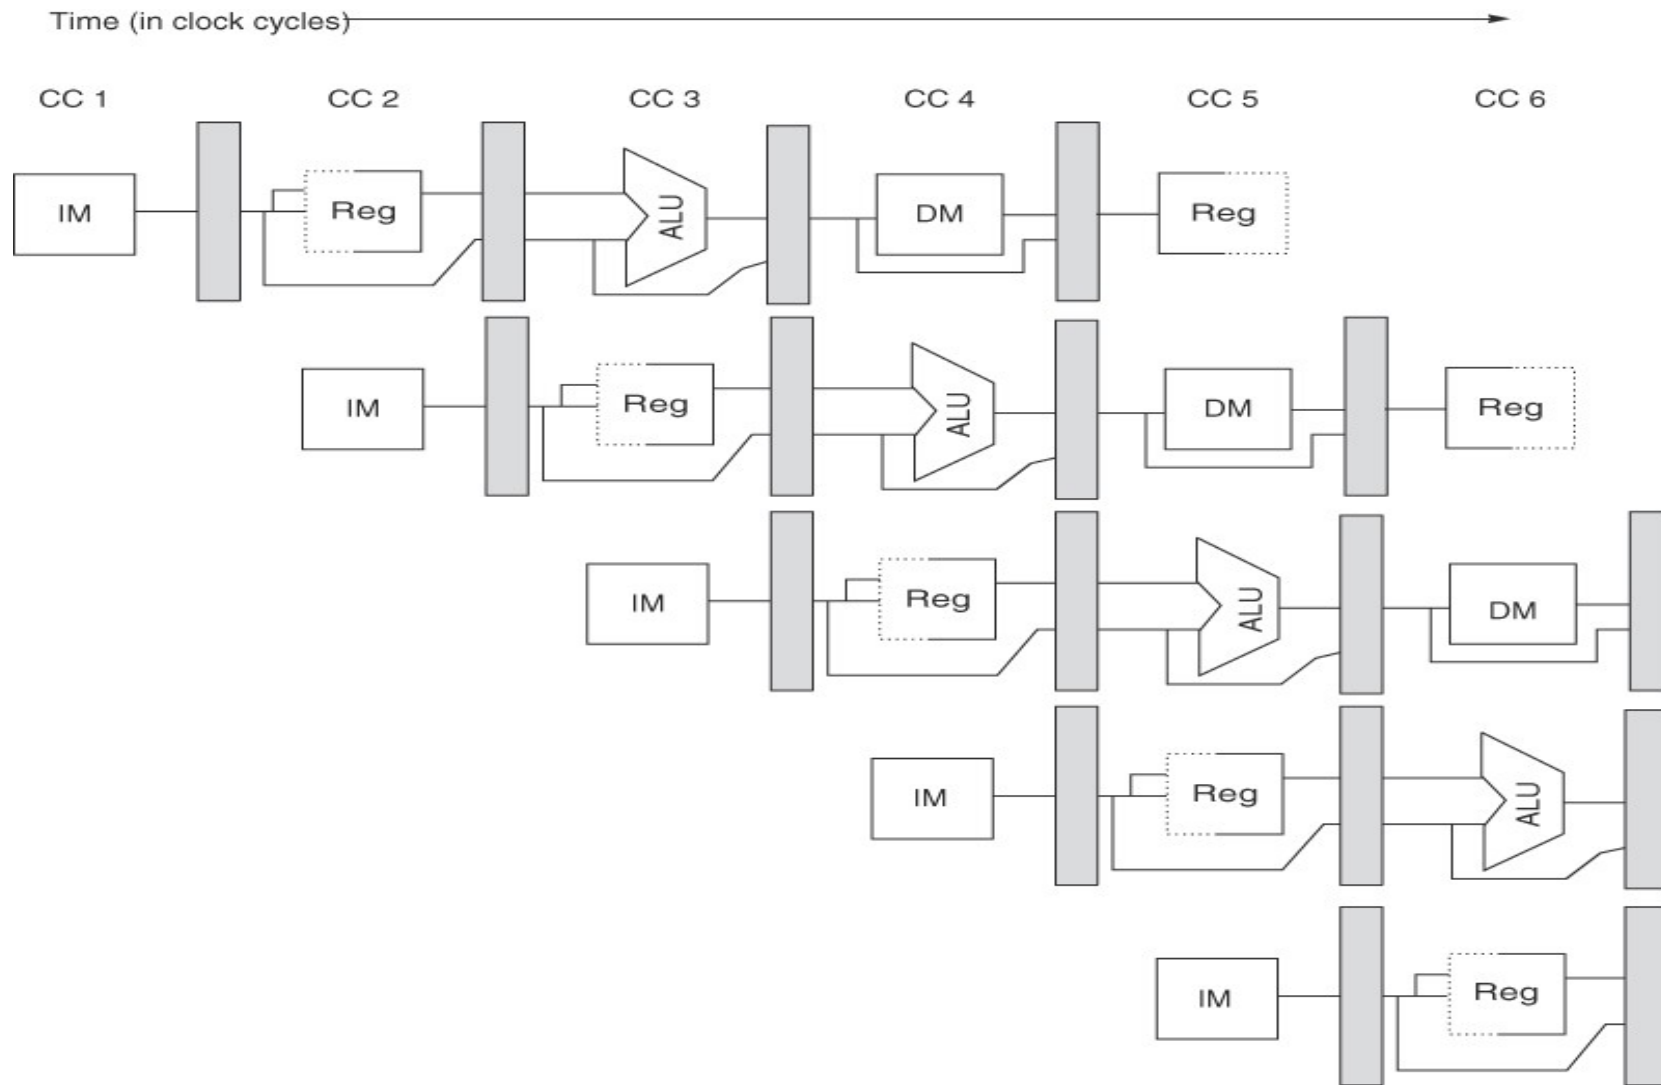 Time (in clock cycles)
CC 1 CC 2 CC 3 CC 4 CC 5 CC 6
IM Reg ALU DM Reg
IM Reg ALU DM Reg
IM Reg ALU DM
IM Reg ALU
IM Reg